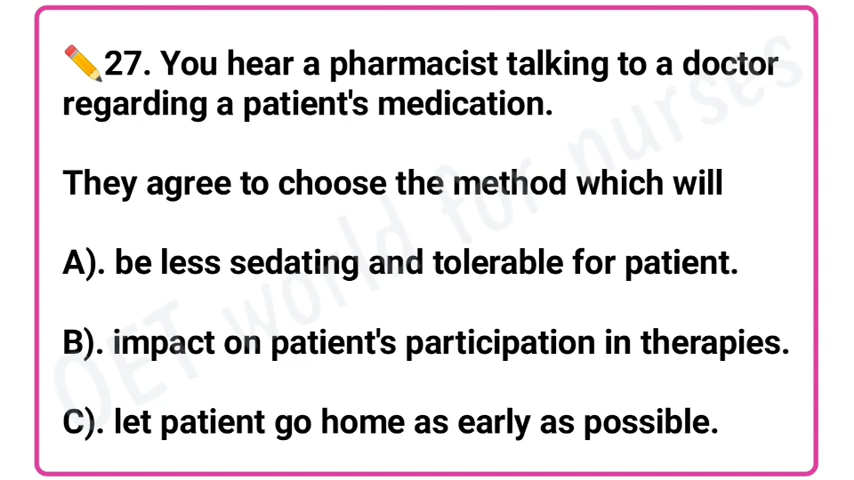 ✏️27. You hear a pharmacist talking to a doctor
regarding a patient's medication.
They agree to choose the method which will
A). be less sedating and tolerable for patient.
B). impact on patient's participation in therapies.
C). let patient go home as early as possible.
OET world for nurses